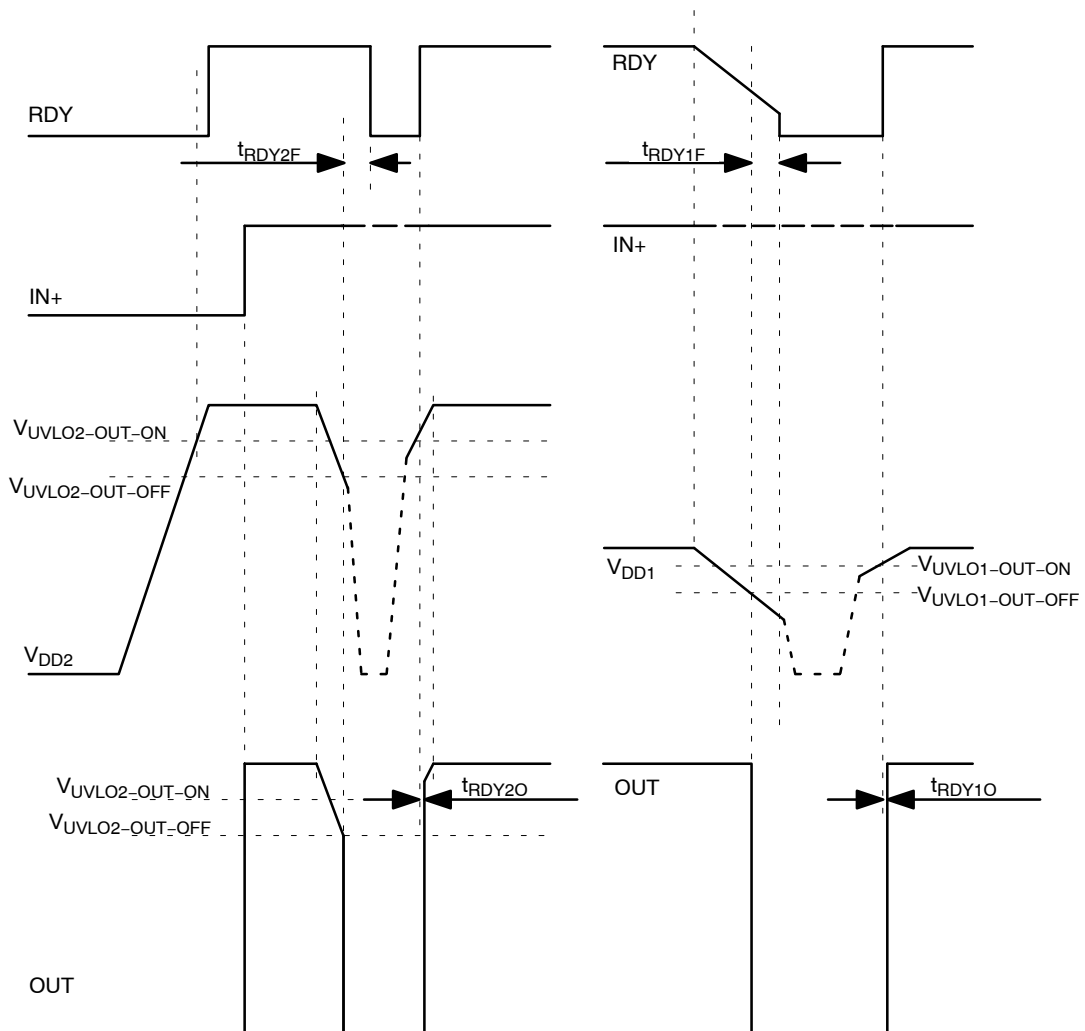 RDY
tRDY2F
IN+
VUVLO2−OUT−ON
VUVLO2−OUT−OFF
VDD2
VUVLO2−OUT−ON
tRDY2O
VUVLO2−OUT−OFF
OUT
RDY
tRDY1F
IN+
VDD1
VUVLO1−OUT−ON
VUVLO1−OUT−OFF
OUT
tRDY1O